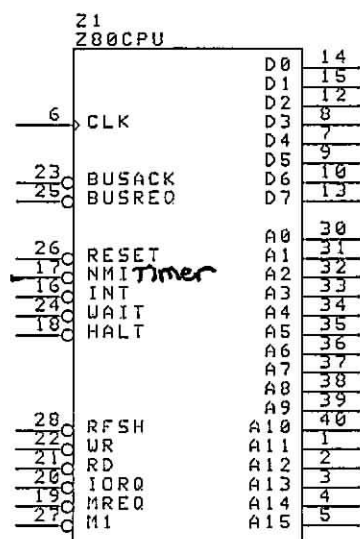 Z1
Z80CPU
D0 14
D1 15
D2 12
6 CLK D3 8
D4 7
D5 9
23 BUSACK D6 10
25 BUSREQ D7 13
A0 30
26 RESET A1 31
17 NMI Timer A2 32
16 INT A3 33
24 WAIT A4 34
18 HALT A5 35
A6 36
A7 37
A8 38
A9 39
28 RFSH A10 40
22 WR A11 1
21 RD A12 2
20 IORQ A13 3
19 MREQ A14 4
27 M1 A15 5